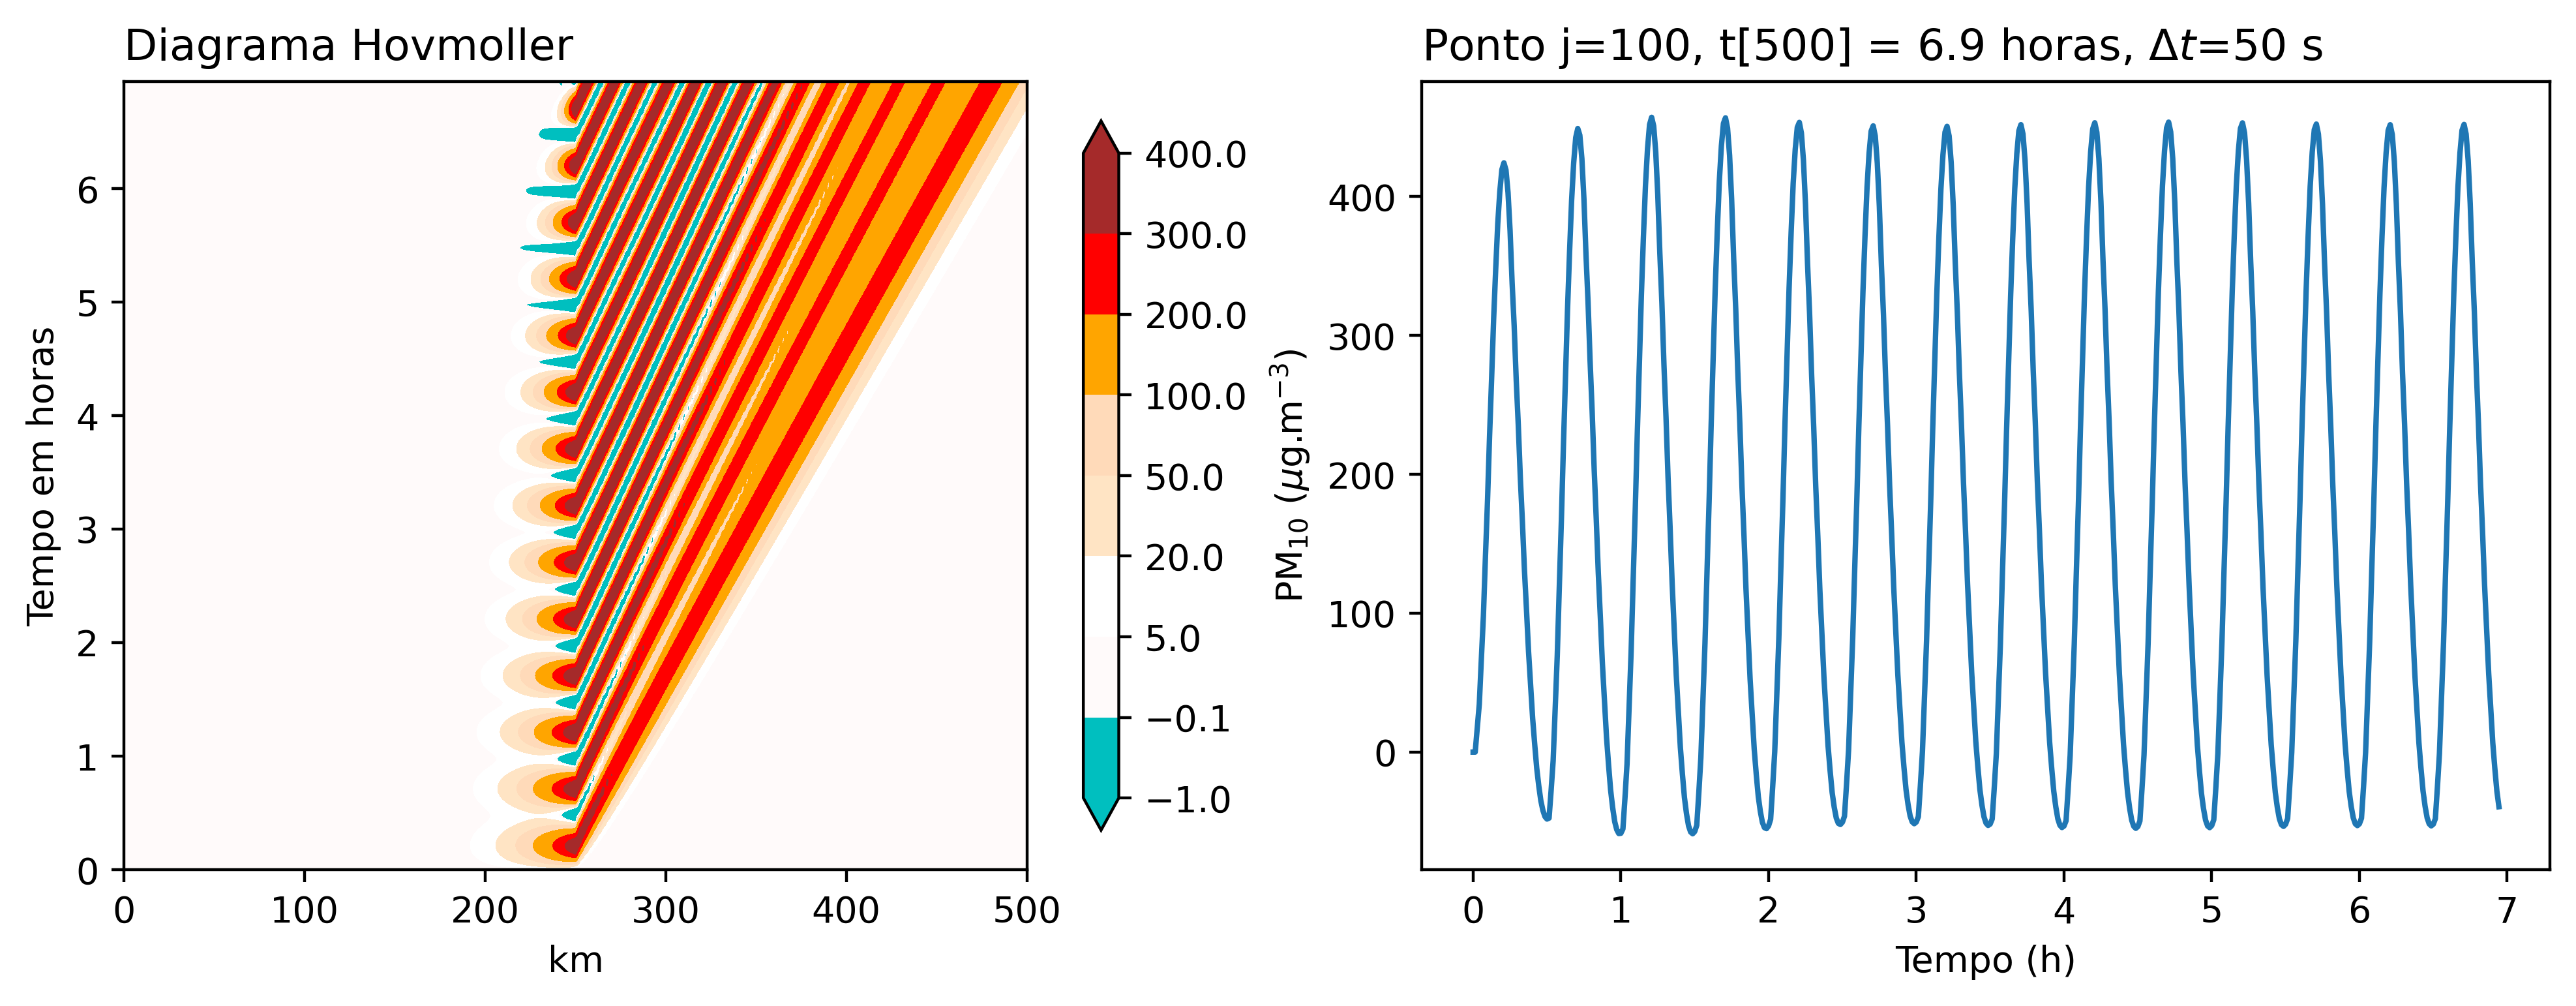 Diagrama Hovmoller
Tempo em horas
6
5
4
3
2
1
0
0 100 200 300 400 500
km
400.0
300.0
200.0
100.0
50.0
20.0
5.0
−0.1
−1.0
Ponto j=100, t[500] = 6.9 horas, Δt=50 s
PM₁₀ (μg.m⁻³)
400
300
200
100
0
0 1 2 3 4 5 6 7
Tempo (h)